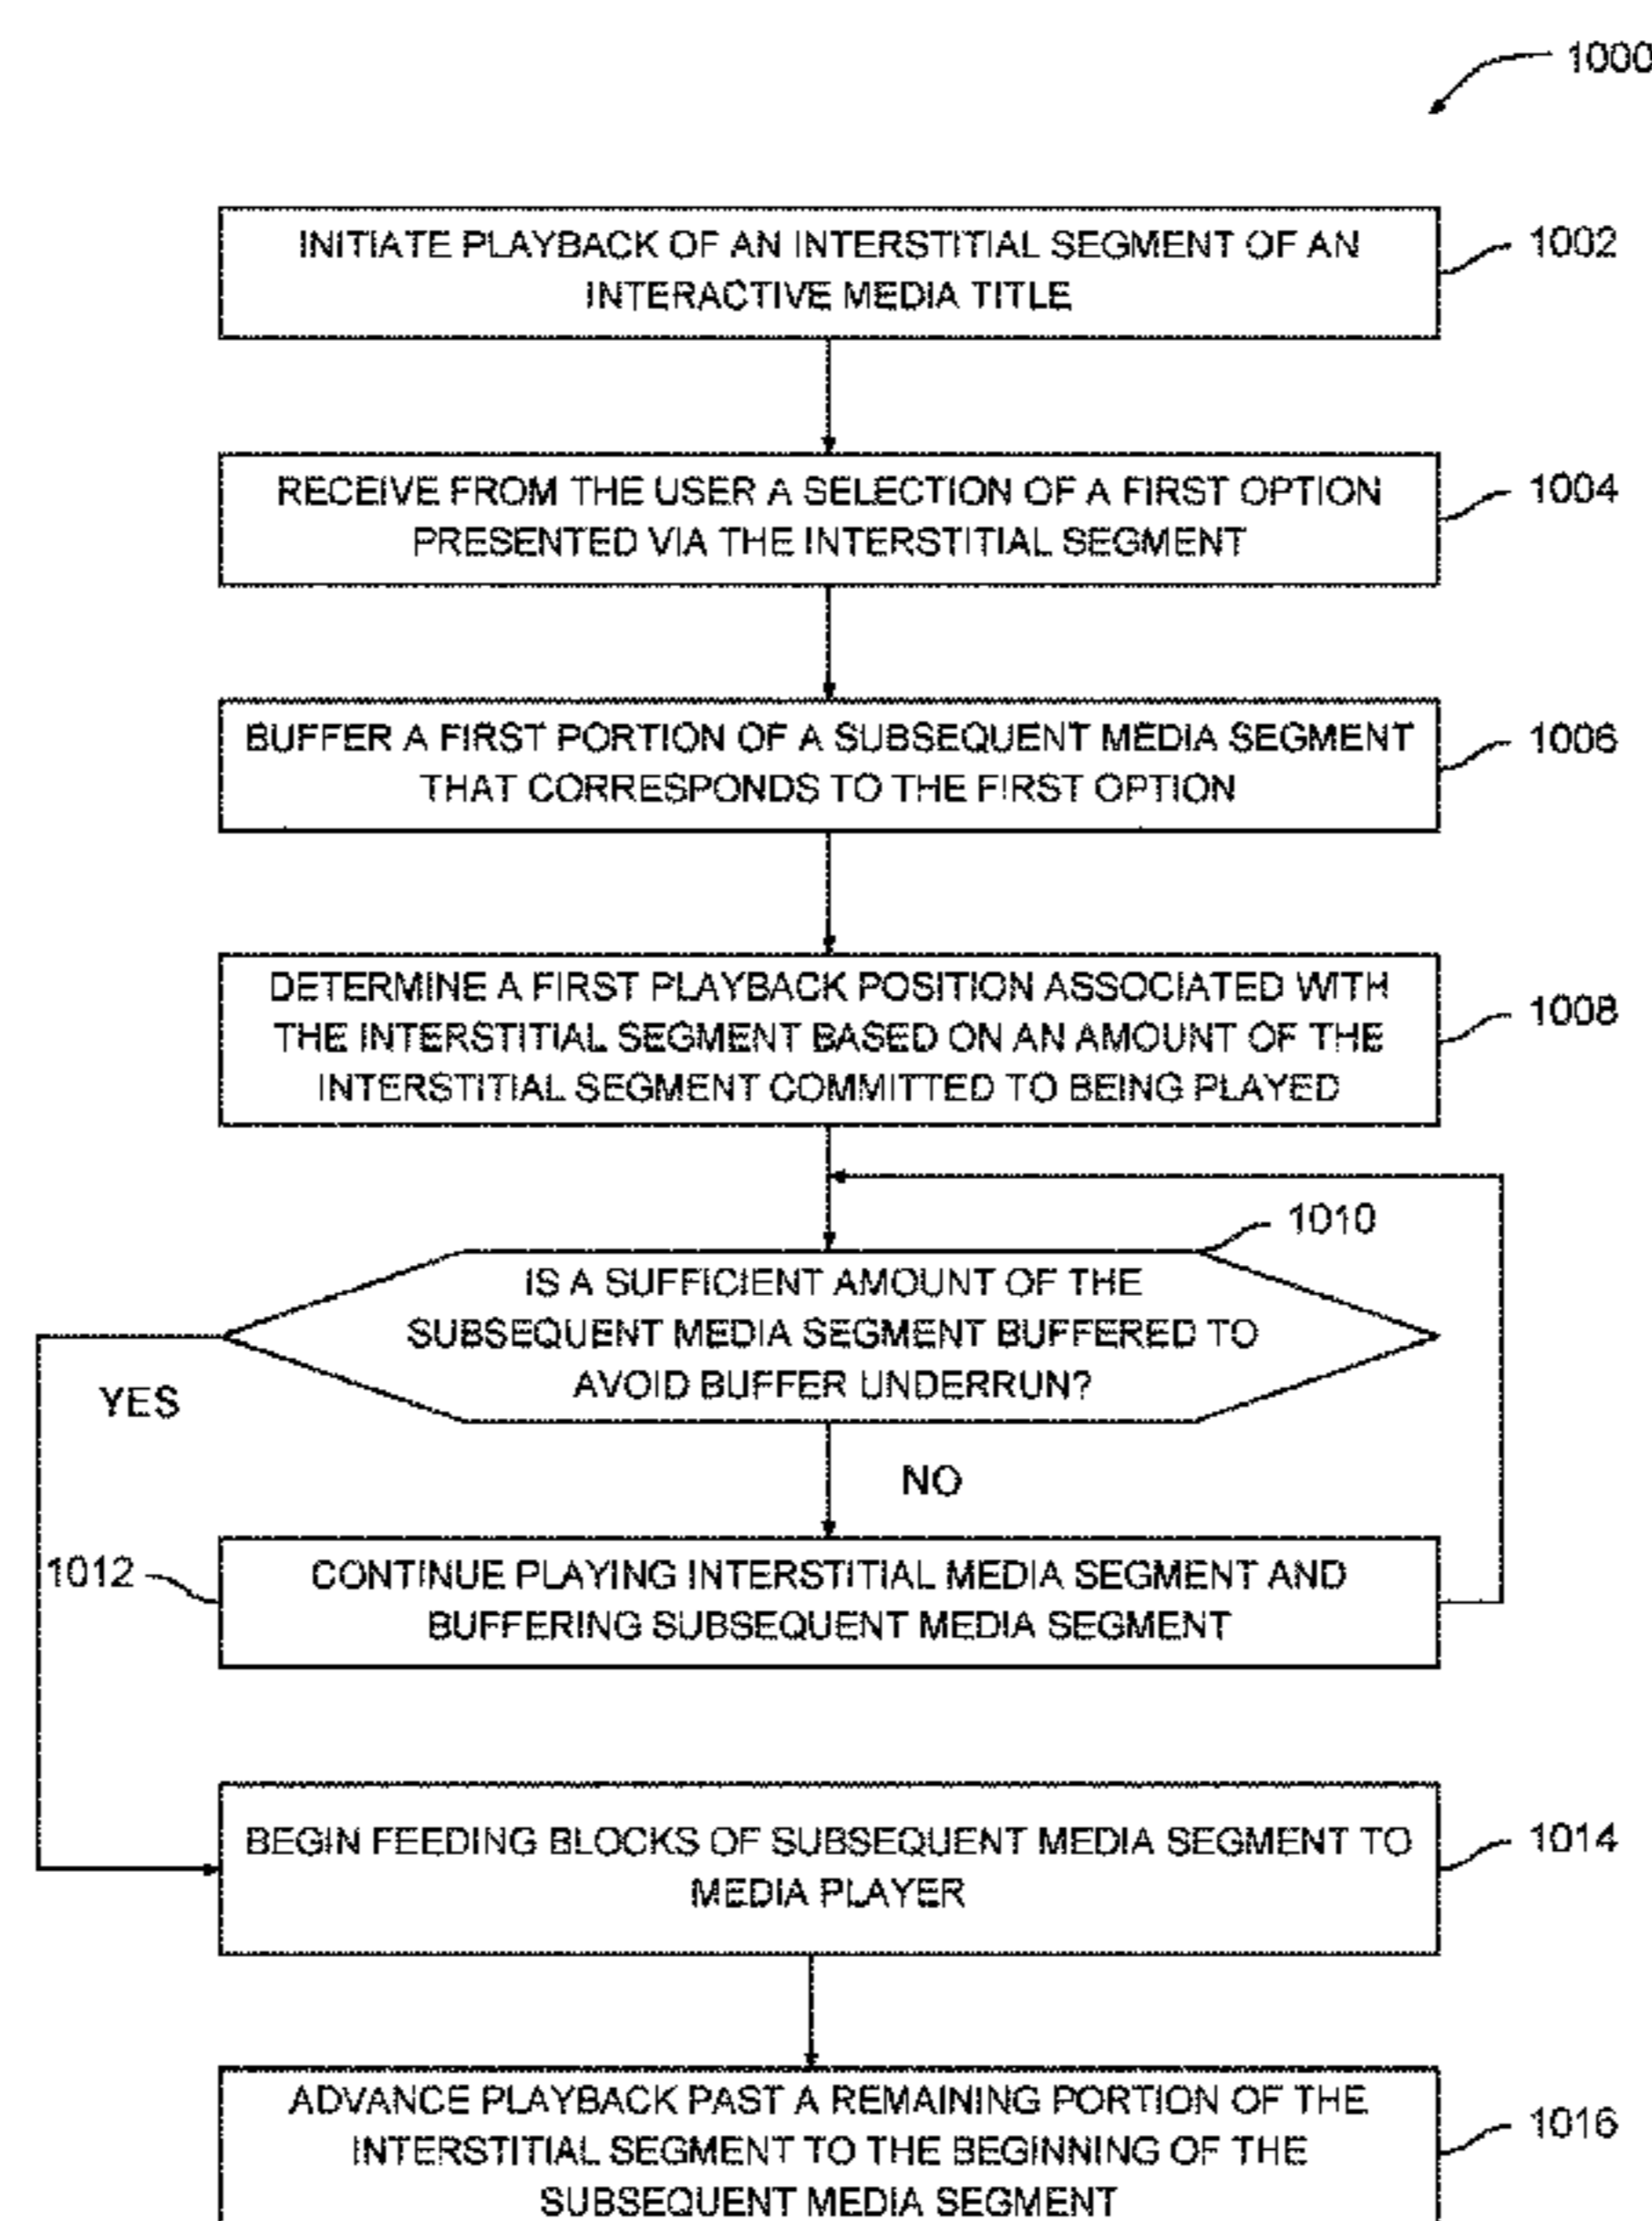 1000
INITIATE PLAYBACK OF AN INTERSTITIAL SEGMENT OF AN
INTERACTIVE MEDIA TITLE
1002
RECEIVE FROM THE USER A SELECTION OF A FIRST OPTION
PRESENTED VIA THE INTERSTITIAL SEGMENT
1004
BUFFER A FIRST PORTION OF A SUBSEQUENT MEDIA SEGMENT
THAT CORRESPONDS TO THE FIRST OPTION
1006
DETERMINE A FIRST PLAYBACK POSITION ASSOCIATED WITH
THE INTERSTITIAL SEGMENT BASED ON AN AMOUNT OF THE
INTERSTITIAL SEGMENT COMMITTED TO BEING PLAYED
1008
1010
IS A SUFFICIENT AMOUNT OF THE
SUBSEQUENT MEDIA SEGMENT BUFFERED TO
AVOID BUFFER UNDERRUN?
YES
NO
1012
CONTINUE PLAYING INTERSTITIAL MEDIA SEGMENT AND
BUFFERING SUBSEQUENT MEDIA SEGMENT
BEGIN FEEDING BLOCKS OF SUBSEQUENT MEDIA SEGMENT TO
MEDIA PLAYER
1014
ADVANCE PLAYBACK PAST A REMAINING PORTION OF THE
INTERSTITIAL SEGMENT TO THE BEGINNING OF THE
SUBSEQUENT MEDIA SEGMENT
1016